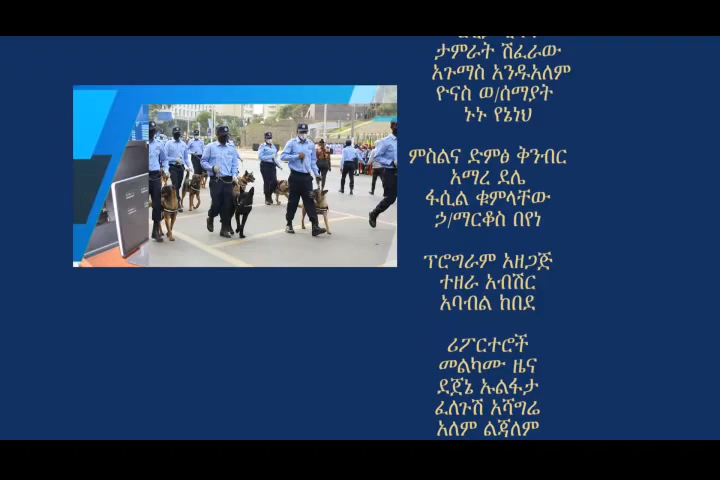 ታምራት ሽፈራው
አጉማስ አንዱአለም
ዮናስ ወ/ሰማያት
ኑኑ የኔነህ
ምስልና ድምፅ ቅንብር
አማረ ደሴ
ፋሲል ቁምላቸው
ኃ/ማርቆስ በየነ
ፕሮግራም አዘጋጅ
ተዘራ አብሽር
አባብል ከበደ
ሪፖርተሮች
መልካሙ ዜና
ደጀኔ ኡልፋታ
ፈለጉሽ አሻግሬ
አለም ልጃለም